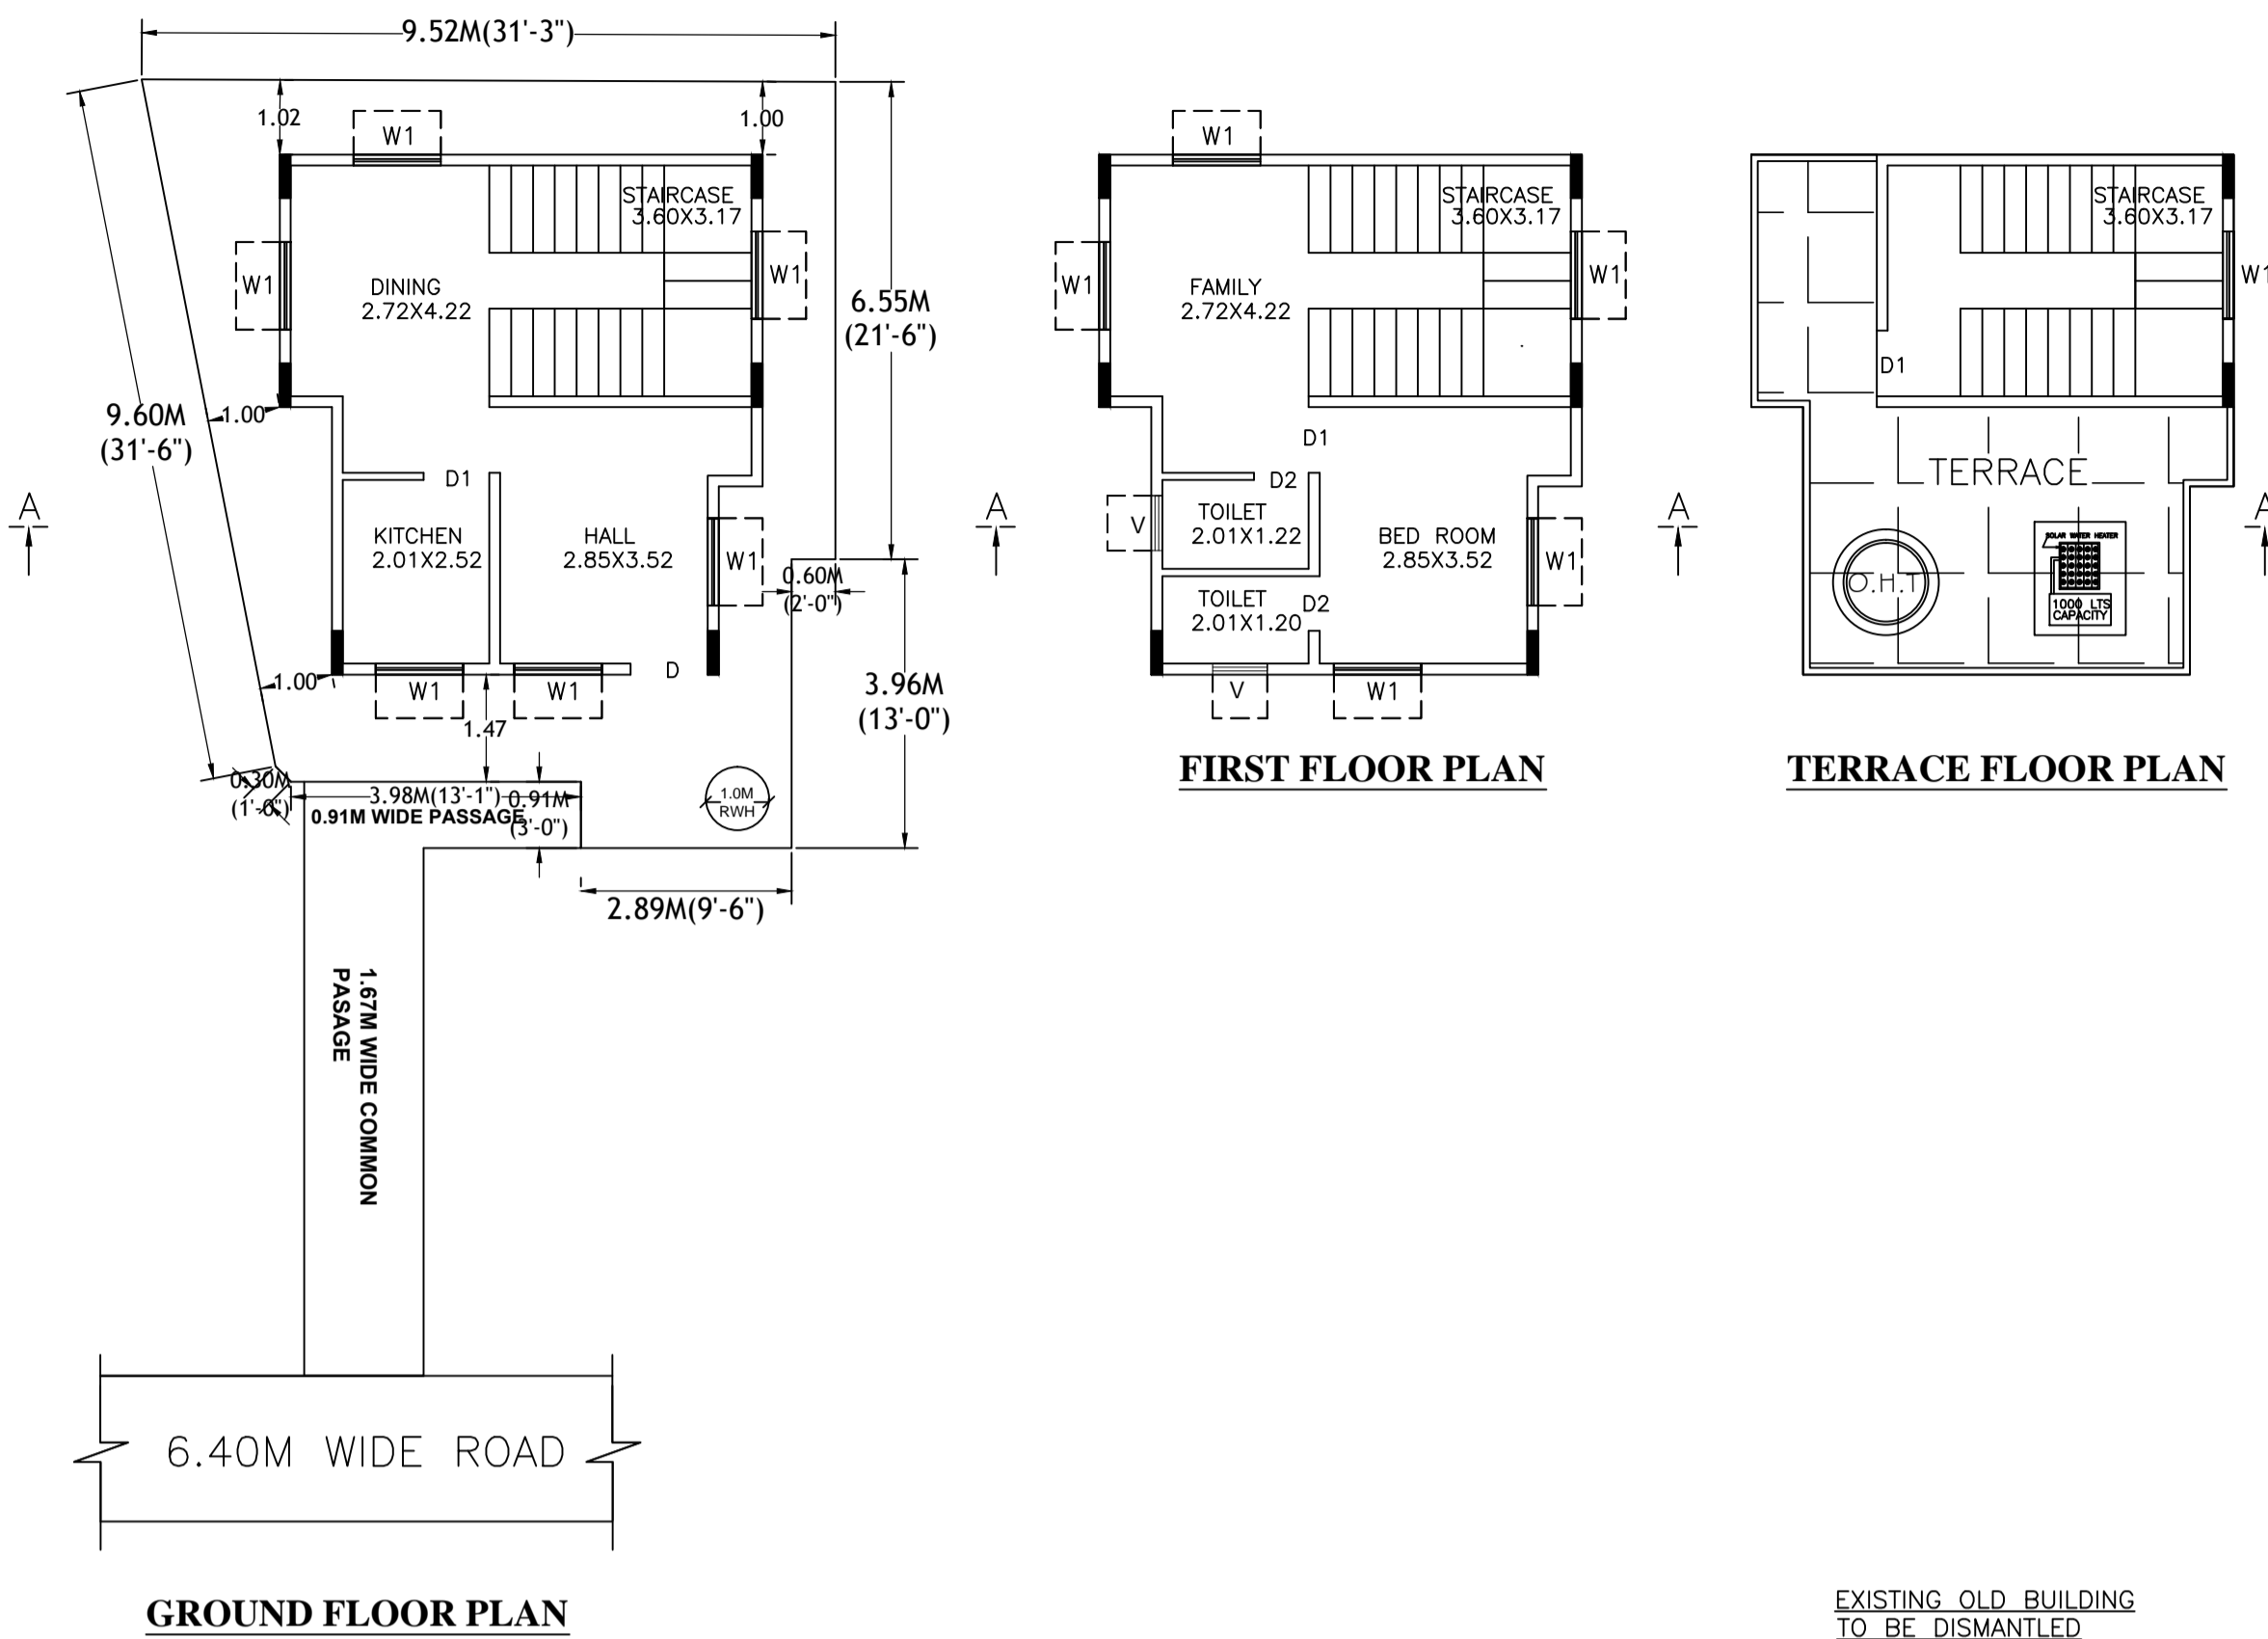 9.52M(31'-3")
1.02
1.00
W1
STAIRCASE
3.60X3.17
W1
W1
DINING
2.72X4.22
6.55M
(21'-6")
9.60M
(31'-6")
1.00
D1
A
KITCHEN
2.01X2.52
HALL
2.85X3.52
W1
0.60M
(2'-0")
1.00
D
W1
W1
1.47
3.96M
(13'-0")
0.30M
(1'-0")
3.98M(13'-1")
0.91M
(3'-0")
0.91M WIDE PASSAGE
1.0M
RWH
2.89M(9'-6")
1.67M WIDE COMMON
PASAGE
6.40M WIDE ROAD
GROUND FLOOR PLAN
W1
STAIRCASE
3.60X3.17
W1
W1
FAMILY
2.72X4.22
D1
D2
A
V
TOILET
2.01X1.22
BED ROOM
2.85X3.52
W1
TOILET
2.01X1.20
D2
V
W1
FIRST FLOOR PLAN
STAIRCASE
3.60X3.17
W1
D1
TERRACE
A
A
O.H.T
SOLAR WATER HEATER
1000 LTS
CAPACITY
TERRACE FLOOR PLAN
EXISTING OLD BUILDING
TO BE DISMANTLED